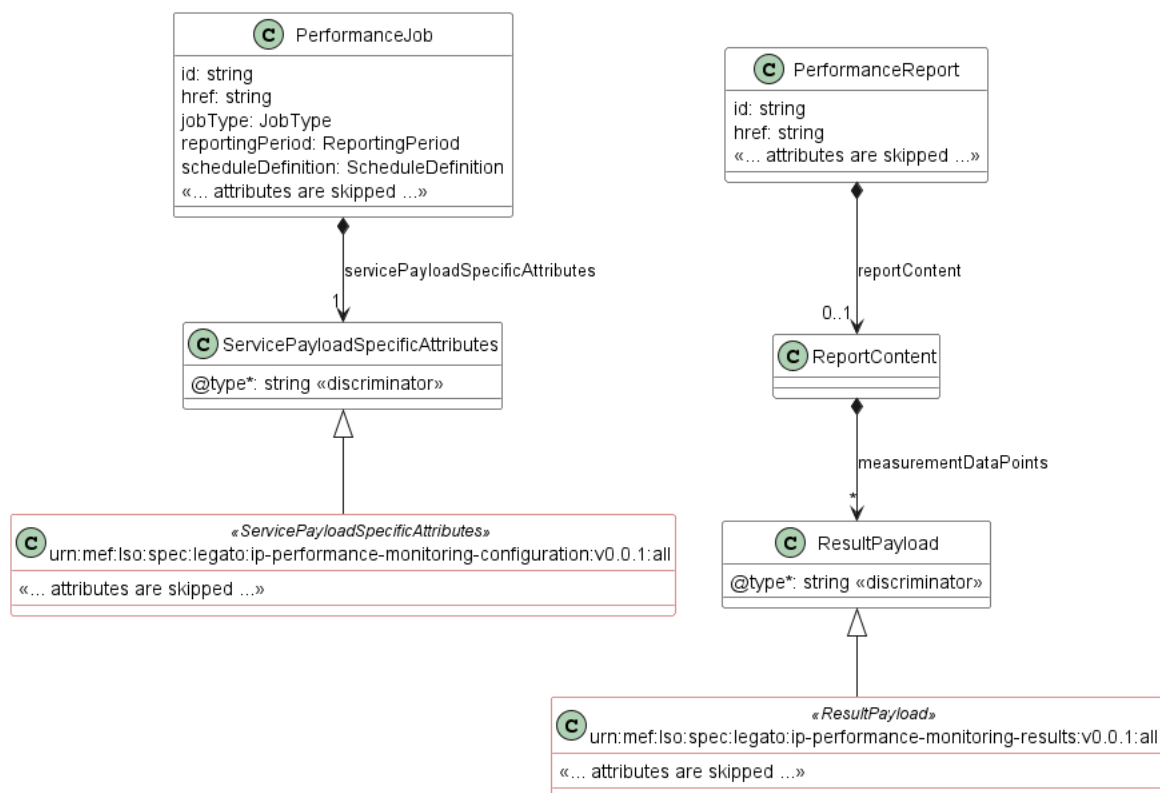 C PerformanceJob
id: string
href: string
jobType: JobType
reportingPeriod: ReportingPeriod
scheduleDefinition: ScheduleDefinition
«... attributes are skipped ...»
servicePayloadSpecificAttributes
1
C ServicePayloadSpecificAttributes
@type*: string «discriminator»
«ServicePayloadSpecificAttributes»
C urn:mef:lso:spec:legato:ip-performance-monitoring-configuration:v0.0.1:all
«... attributes are skipped ...»
C PerformanceReport
id: string
href: string
«... attributes are skipped ...»
reportContent
0..1
C ReportContent
measurementDataPoints
*
C ResultPayload
@type*: string «discriminator»
«ResultPayload»
C urn:mef:lso:spec:legato:ip-performance-monitoring-results:v0.0.1:all
«... attributes are skipped ...»